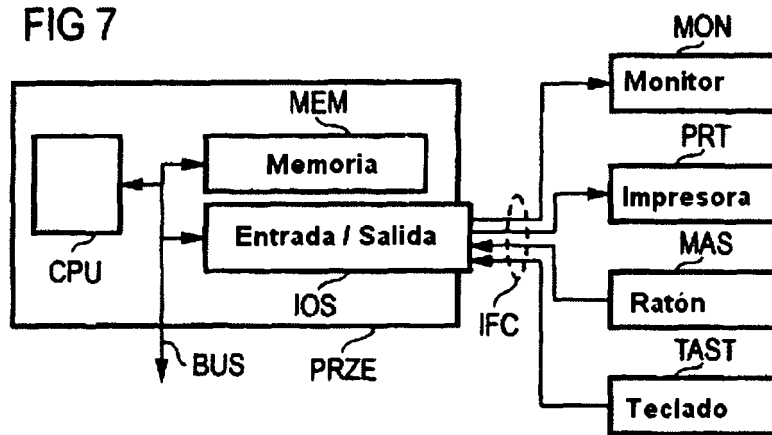 FIG 7
MON
Monitor
MEM
Memoria
PRT
Impresora
Entrada / Salida
CPU
IOS
IFC
MAS
Ratón
BUS
PRZE
TAST
Teclado